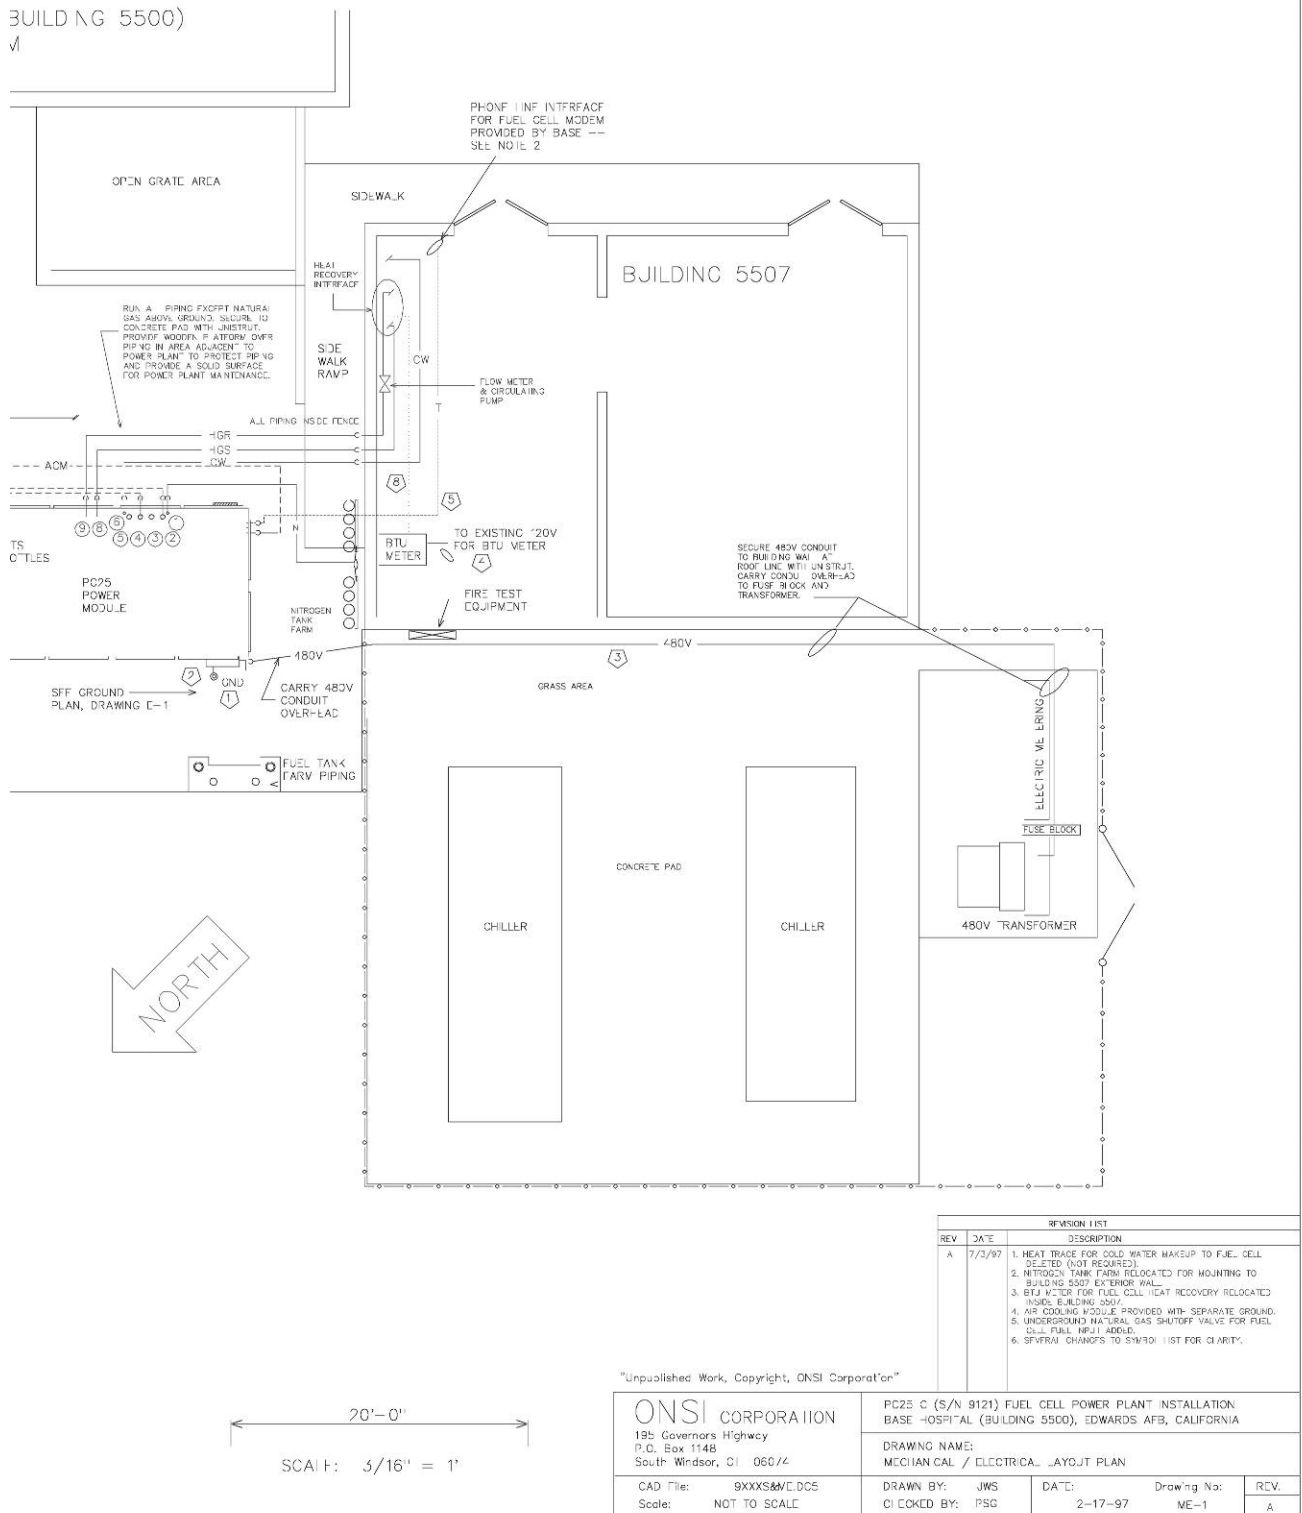 BUILDING 5500)
M
PHONE LINE INTERFACE
FOR FUEL CELL MODEM
PROVIDED BY BASE --
SEE NOTE 2
OPEN GRATE AREA
SIDEWALK
HEAT
RECOVERY
INTERFACE
BUILDING 5507
RUN ALL PIPING EXCEPT NATURAL
GAS ABOVE GROUND. SECURE TO
CONCRETE PAD WITH UNISTRUT.
PROVIDE WOODEN PLATFORM OVER
PIPING IN AREA ADJACENT TO
POWER PLANT TO PROTECT PIPING
AND PROVIDE A SOLID SURFACE
FOR POWER PLANT MAINTENANCE.
SIDE
WALK
RAMP
CW
FLOW METER
& CIRCULATING
PUMP
T
ALL PIPING INSIDE FENCE
HGR
HGS
CW
ACM
8
5
9 8 6 1
5 4 3 2
N
TS
OTTLES
BTU
METER
TO EXISTING 120V
FOR BTU METER
4
PC25
POWER
MODULE
NITROGEN
TANK
FARM
FIRE TEST
EQUIPMENT
SECURE 480V CONDUIT
TO BUILDING WALL AT
ROOF LINE WITH UNISTRUT.
CARRY CONDUIT OVERHEAD
TO FUSE BLOCK AND
TRANSFORMER.
480V
480V
3
2
GND
1
SEE GROUND
PLAN, DRAWING E-1
CARRY 480V
CONDUIT
OVERHEAD
GRASS AREA
ELECTRIC METERING
FUEL TANK
FARM PIPING
FUSE BLOCK
CONCRETE PAD
CHILLER
CHILLER
480V TRANSFORMER
NORTH
REVISION LIST
REV DATE DESCRIPTION
A 7/3/97 1. HEAT TRACE FOR COLD WATER MAKEUP TO FUEL CELL
DELETED (NOT REQUIRED).
2. NITROGEN TANK FARM RELOCATED FOR MOUNTING TO
BUILDING 5507 EXTERIOR WALL.
3. BTU METER FOR FUEL CELL HEAT RECOVERY RELOCATED
INSIDE BUILDING 5507.
4. AIR COOLING MODULE PROVIDED WITH SEPARATE GROUND.
5. UNDERGROUND NATURAL GAS SHUTOFF VALVE FOR FUEL
CELL FUEL INPUT ADDED.
6. SEVERAL CHANGES TO SYMBOL LIST FOR CLARITY.
"Unpublished Work, Copyright, ONSI Corporation"
20'-0"
SCALE: 3/16" = 1'
ONSI CORPORATION
195 Governors Highway
P.O. Box 1148
South Windsor, CT 06074
PC25 C (S/N 9121) FUEL CELL POWER PLANT INSTALLATION
BASE HOSPITAL (BUILDING 5500), EDWARDS AFB, CALIFORNIA
DRAWING NAME:
MECHANICAL / ELECTRICAL LAYOUT PLAN
CAD File: 9XXXS&ME.DC5
Scale: NOT TO SCALE
DRAWN BY: JWS
CHECKED BY: PSG
DATE:
2-17-97
Drawing No:
ME-1
REV.
A